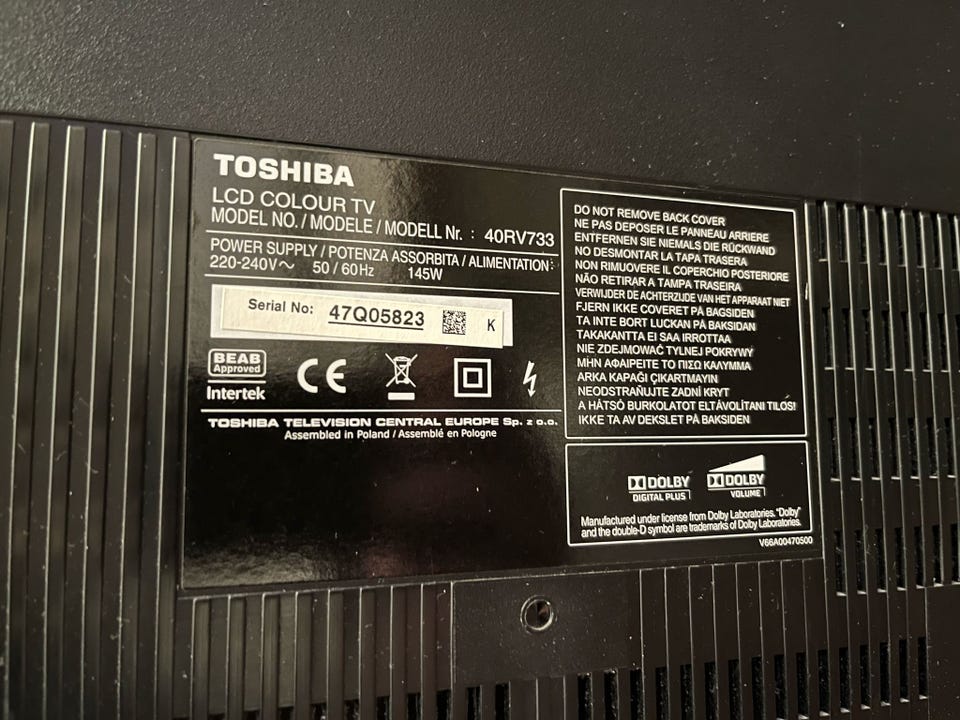 TOSHIBA
LCD COLOUR TV
MODEL NO. / MODELE / MODELL Nr. : 40RV733
POWER SUPPLY / POTENZA ASSORBITA / ALIMENTATION:
220-240V～ 50 / 60Hz 145W
Serial No: 47Q05823 K
BEAB
Approved
Intertek
CE
TOSHIBA TELEVISION CENTRAL EUROPE Sp. z o.o.
Assembled in Poland / Assemblé en Pologne
DO NOT REMOVE BACK COVER
NE PAS DEPOSER LE PANNEAU ARRIERE
ENTFERNEN SIE NIEMALS DIE RÜCKWAND
NO DESMONTAR LA TAPA TRASERA
NON RIMUOVERE IL COPERCHIO POSTERIORE
NÃO RETIRAR A TAMPA TRASEIRA
VERWIJDER DE ACHTERZIJDE VAN HET APPARAAT NIET
FJERN IKKE COVERET PÅ BAGSIDEN
TA INTE BORT LUCKAN PÅ BAKSIDAN
TAKAKANTTA EI SAA IRROTTAA
NIE ZDEJMOWAĆ TYLNEJ POKRYWY
ΜΗΝ ΑΦΑΙΡΕΙΤΕ ΤΟ ΠΙΣΩ ΚΑΛΥΜΜΑ
ARKA KAPAĞI ÇIKARTMAYIN
NEODSTRAŇUJTE ZADNÍ KRYT
A HÁTSÓ BURKOLATOT ELTÁVOLÍTANI TILOS!
IKKE TA AV DEKSLET PÅ BAKSIDEN
DOLBY
DIGITAL PLUS
DOLBY
VOLUME
Manufactured under license from Dolby Laboratories. "Dolby"
and the double-D symbol are trademarks of Dolby Laboratories.
V66A00470500